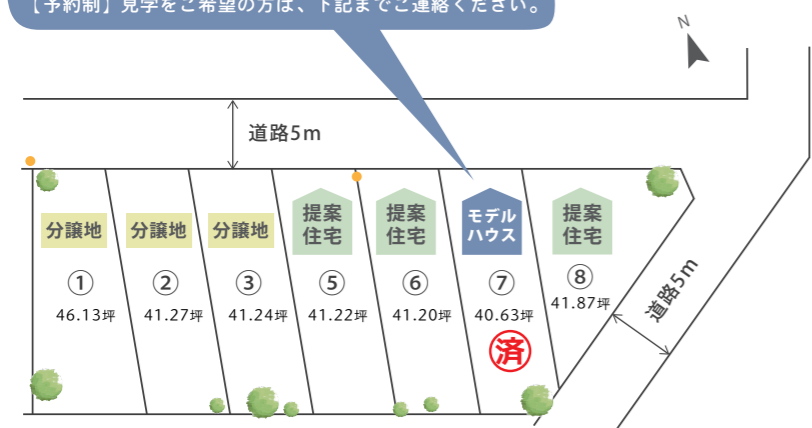 【予約制】見学をご希望の方は、下記までご連絡ください。
N
道路5m
分譲地
①
46.13坪
分譲地
②
41.27坪
分譲地
③
41.24坪
提案
住宅
⑤
41.22坪
提案
住宅
⑥
41.20坪
モデル
ハウス
⑦
40.63坪
済
提案
住宅
⑧
41.87坪
道路5m